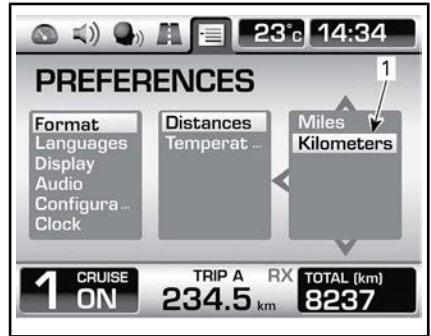 23°c 14:34
1
PREFERENCES
Format Distances Miles
Languages Temperat ... Kilometers
Display
Audio
Configura ...
Clock
1 CRUISE ON TRIP A 234.5 km RX TOTAL (km) 8237